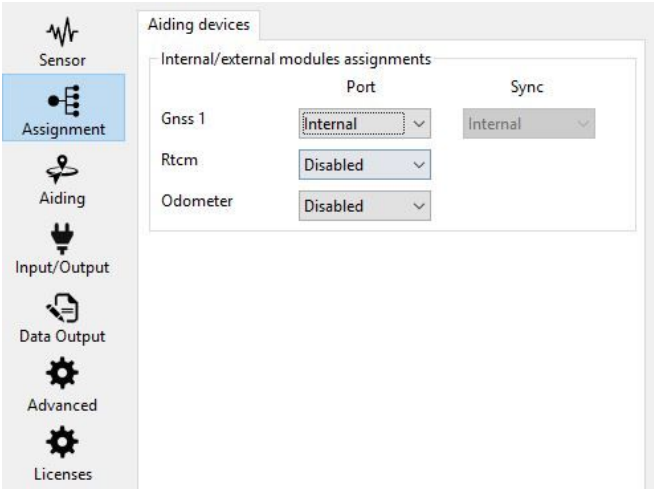 Sensor
Assignment
Aiding
Input/Output
Data Output
Advanced
Licenses
Aiding devices
Internal/external modules assignments
Port Sync
Gnss 1 Internal Internal
Rtcm Disabled
Odometer Disabled